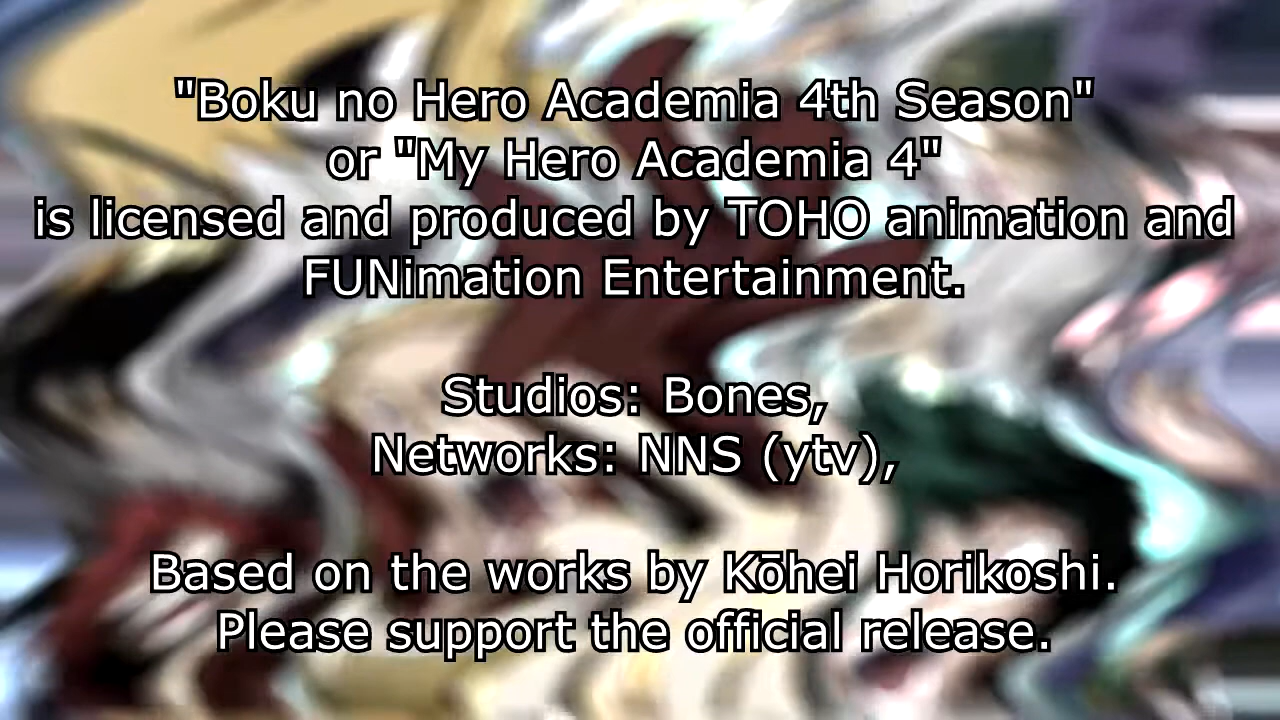 "Boku no Hero Academia 4th Season"
or "My Hero Academia 4"
is licensed and produced by TOHO animation and
FUNimation Entertainment.
Studios: Bones,
Networks: NNS (ytv),
Based on the works by Kōhei Horikoshi.
Please support the official release.